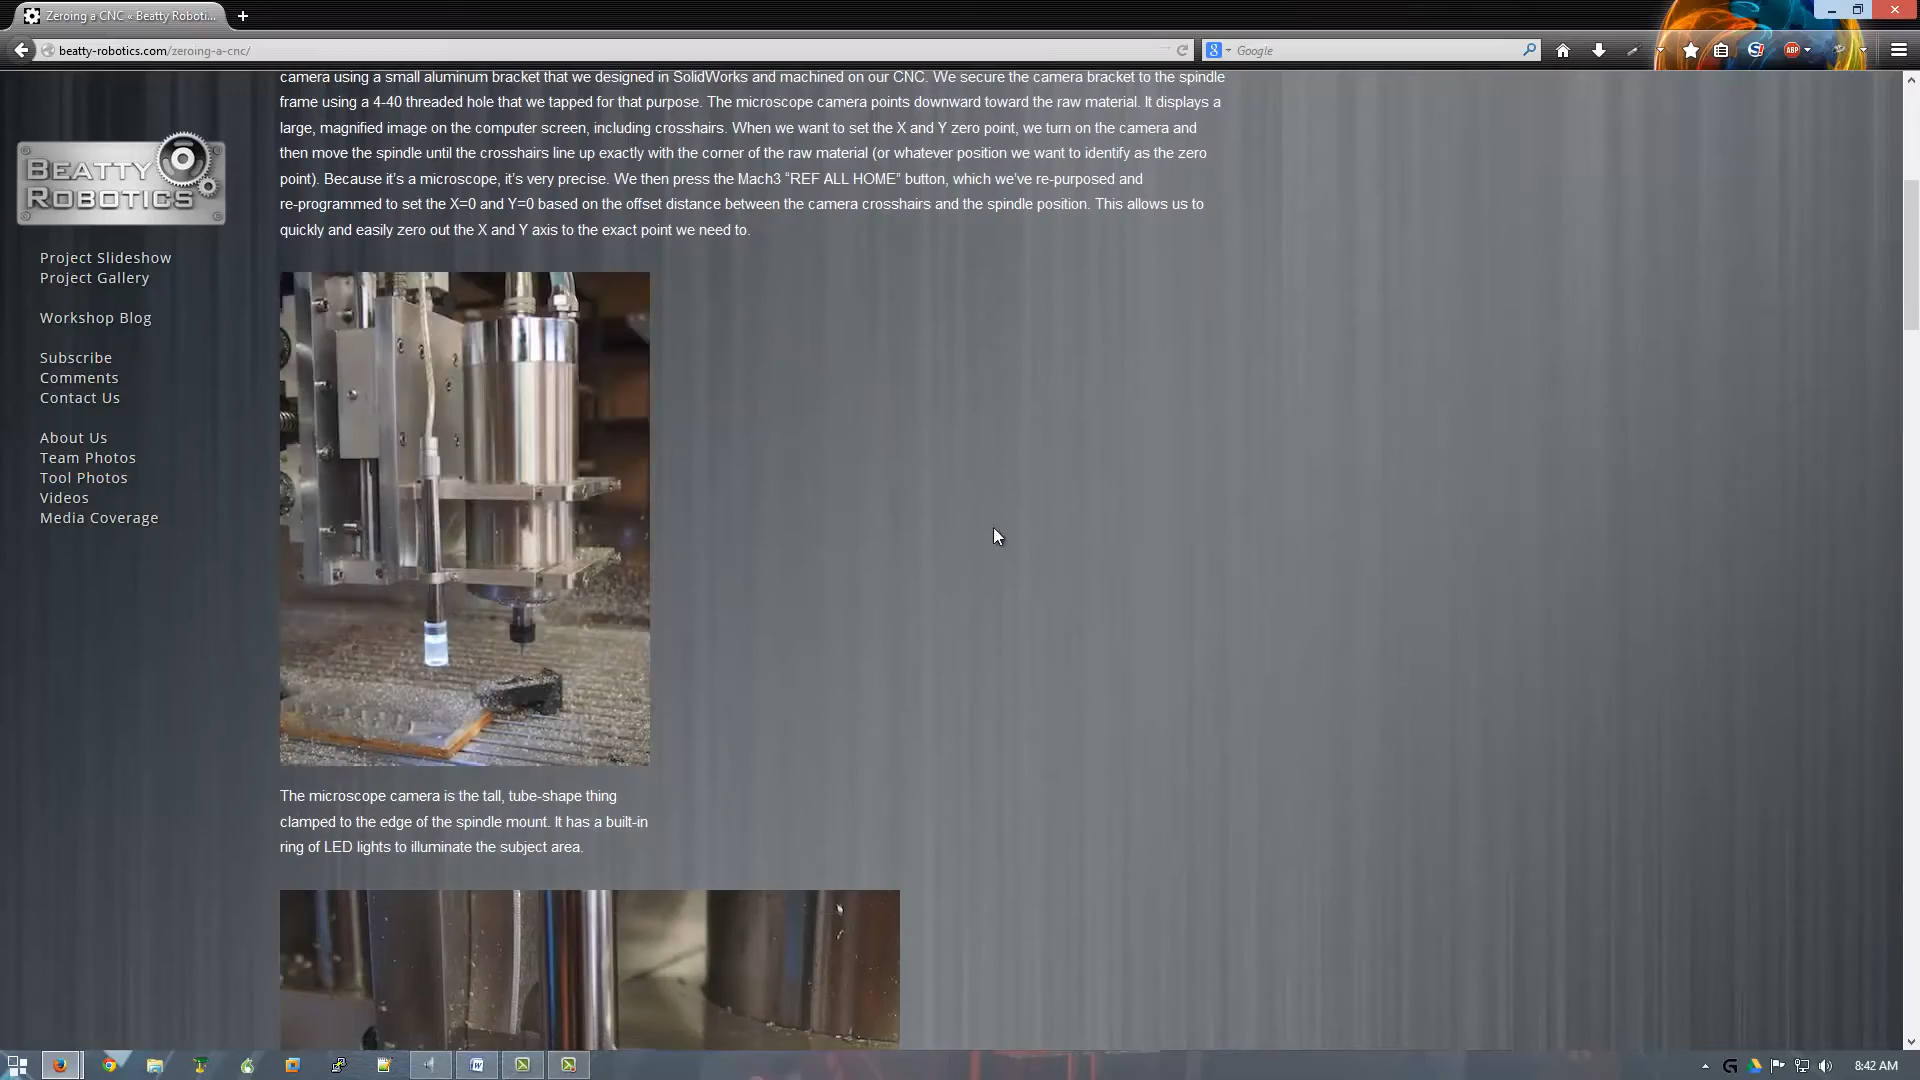 Zeroing a CNC « Beatty Roboti...
beatty-robotics.com/zeroing-a-cnc/
Google
ABP
BEATTY
ROBOTICS
Project Slideshow
Project Gallery
Workshop Blog
Subscribe
Comments
Contact Us
About Us
Team Photos
Tool Photos
Videos
Media Coverage
camera using a small aluminum bracket that we designed in SolidWorks and machined on our CNC. We secure the camera bracket to the spindle
frame using a 4-40 threaded hole that we tapped for that purpose. The microscope camera points downward toward the raw material. It displays a
large, magnified image on the computer screen, including crosshairs. When we want to set the X and Y zero point, we turn on the camera and
then move the spindle until the crosshairs line up exactly with the corner of the raw material (or whatever position we want to identify as the zero
point). Because it’s a microscope, it’s very precise. We then press the Mach3 “REF ALL HOME” button, which we’ve re-purposed and
re-programmed to set the X=0 and Y=0 based on the offset distance between the camera crosshairs and the spindle position. This allows us to
quickly and easily zero out the X and Y axis to the exact point we need to.
The microscope camera is the tall, tube-shape thing
clamped to the edge of the spindle mount. It has a built-in
ring of LED lights to illuminate the subject area.
8:42 AM